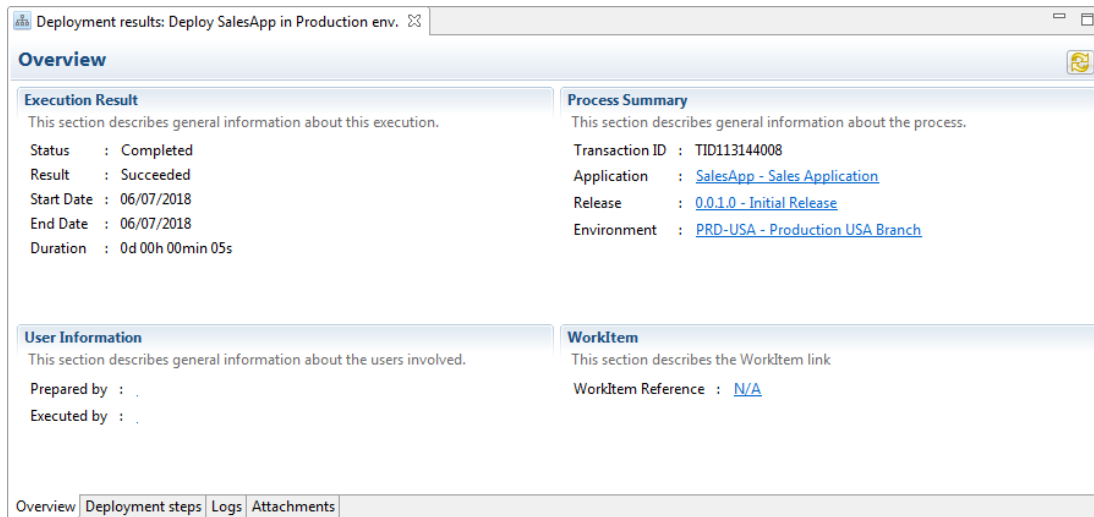 Deployment results: Deploy SalesApp in Production env.
Overview
Execution Result
This section describes general information about this execution.
Status : Completed
Result : Succeeded
Start Date : 06/07/2018
End Date : 06/07/2018
Duration : 0d 00h 00min 05s
Process Summary
This section describes general information about the process.
Transaction ID : TID113144008
Application : SalesApp - Sales Application
Release : 0.0.1.0 - Initial Release
Environment : PRD-USA - Production USA Branch
User Information
This section describes general information about the users involved.
Prepared by : .
Executed by : .
WorkItem
This section describes the WorkItem link
WorkItem Reference : N/A
Overview Deployment steps Logs Attachments